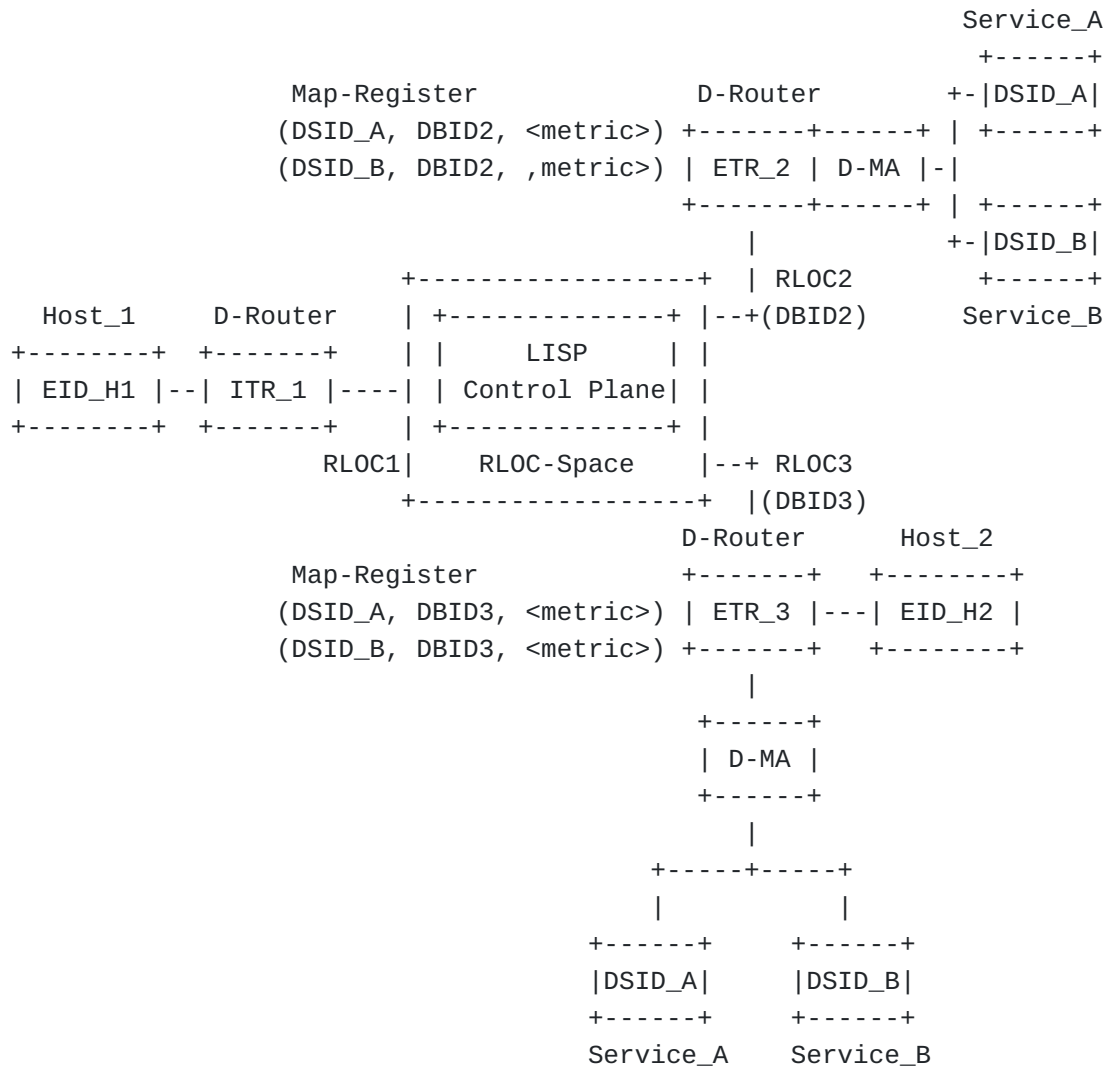 Service_A
                                                              +------+
                  Map-Register              D-Router        +-|DSID_A|
                 (DSID_A, DBID2, <metric>) +-------+------+ | +------+
                 (DSID_B, DBID2, ,metric>) | ETR_2 | D-MA |-|
                                           +-------+------+ | +------+
                                               |            +-|DSID_B|
                         +------------------+  | RLOC2        +------+
  Host_1     D-Router    | +--------------+ |--+(DBID2)      Service_B
+--------+  +-------+    | |     LISP     | |
| EID_H1 |--| ITR_1 |----| | Control Plane| |
+--------+  +-------+    | +--------------+ |
                    RLOC1|    RLOC-Space    |--+ RLOC3
                         +------------------+  |(DBID3)
                                           D-Router      Host_2
                  Map-Register             +-------+   +--------+
                 (DSID_A, DBID3, <metric>) | ETR_3 |---| EID_H2 |
                 (DSID_B, DBID3, <metric>) +-------+   +--------+
                                               |
                                            +------+
                                            | D-MA |
                                            +------+
                                               |
                                         +-----+-----+
                                         |           |
                                     +------+     +------+
                                     |DSID_A|     |DSID_B|
                                     +------+     +------+
                                     Service_A    Service_B